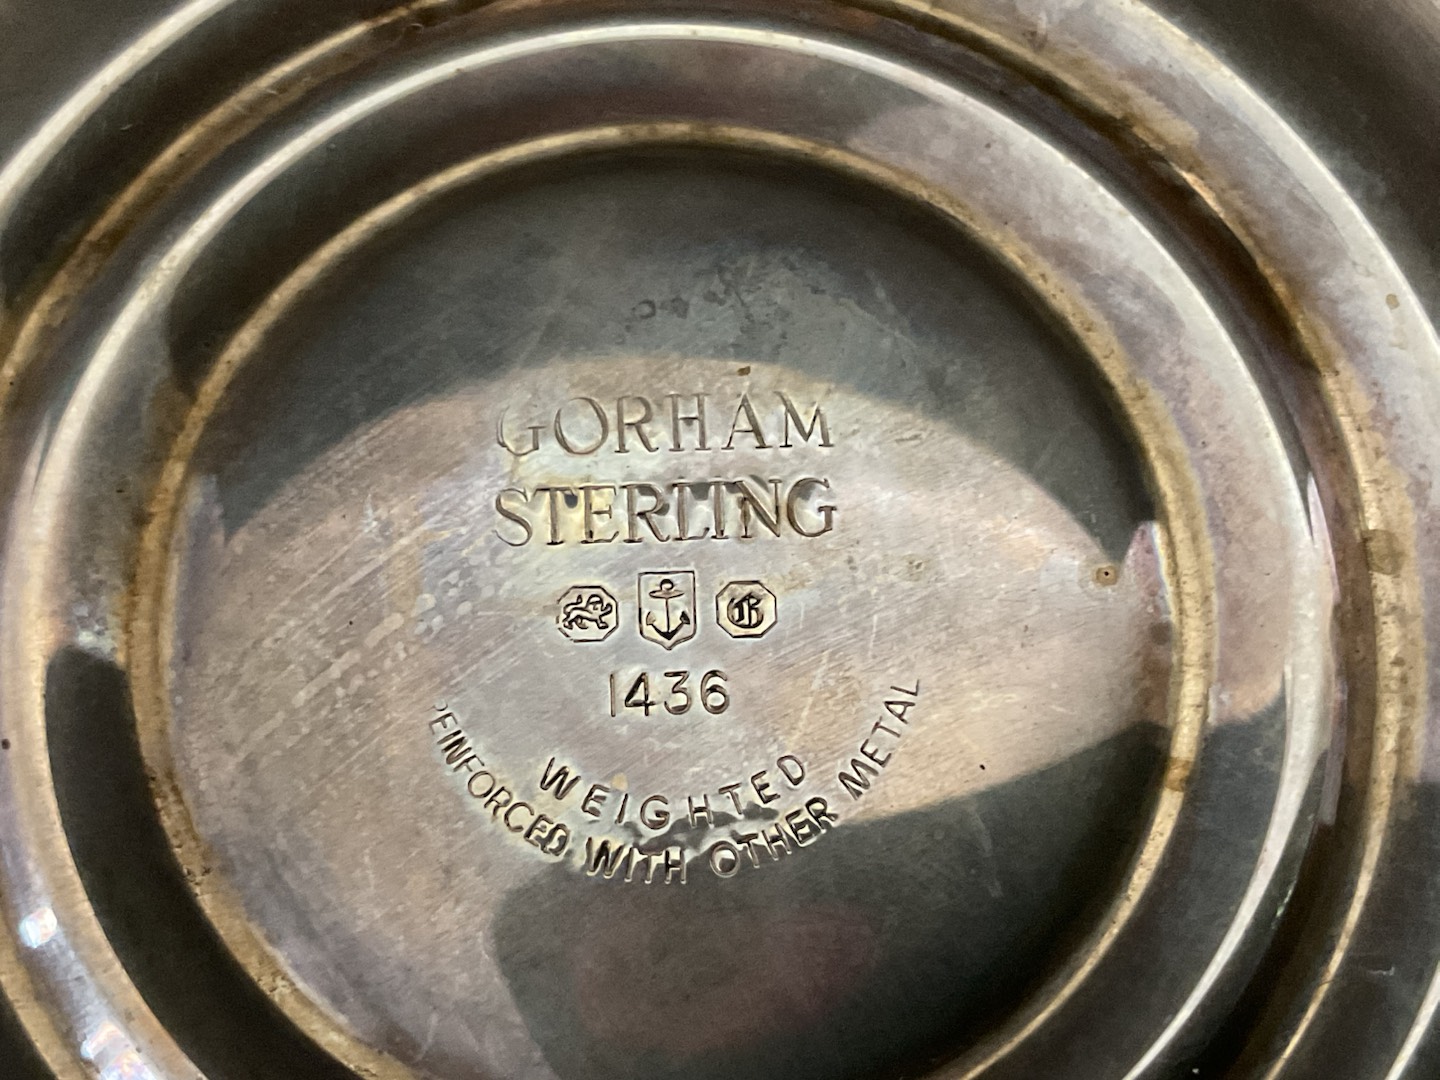 GORHAM
STERLING
G
1436
WEIGHTED
REINFORCED WITH OTHER METAL